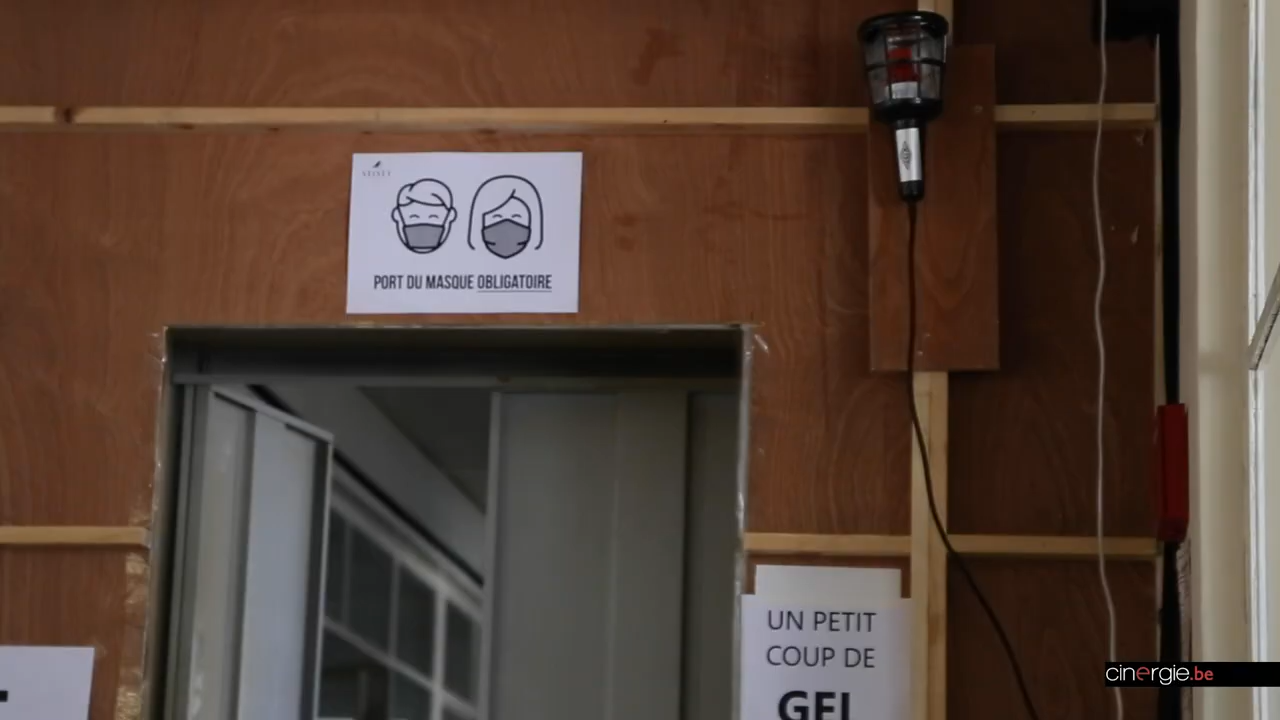 PORT DU MASQUE OBLIGATOIRE
UN PETIT
COUP DE
GEL
cinergie.be